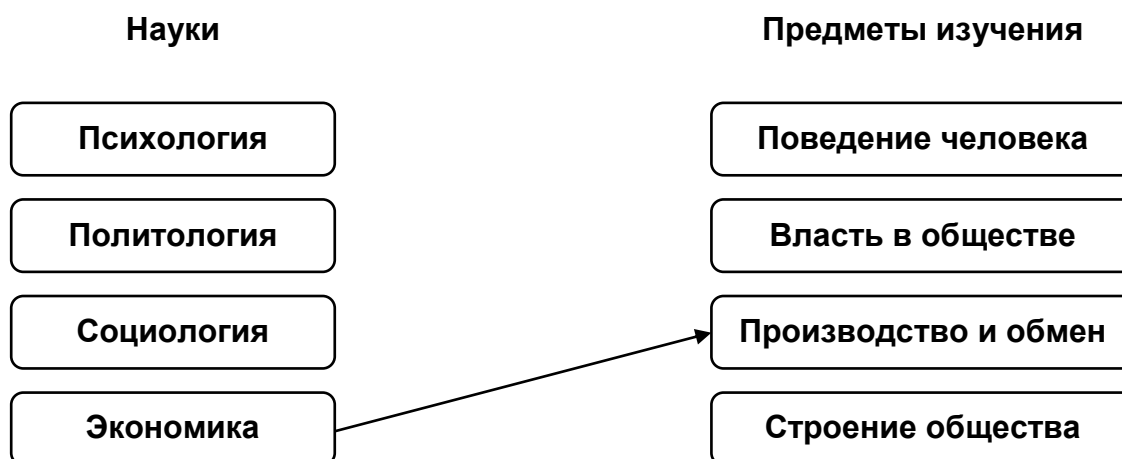 Науки Предметы изучения
Психология Поведение человека
Политология Власть в обществе
Социология Производство и обмен
Экономика Строение общества